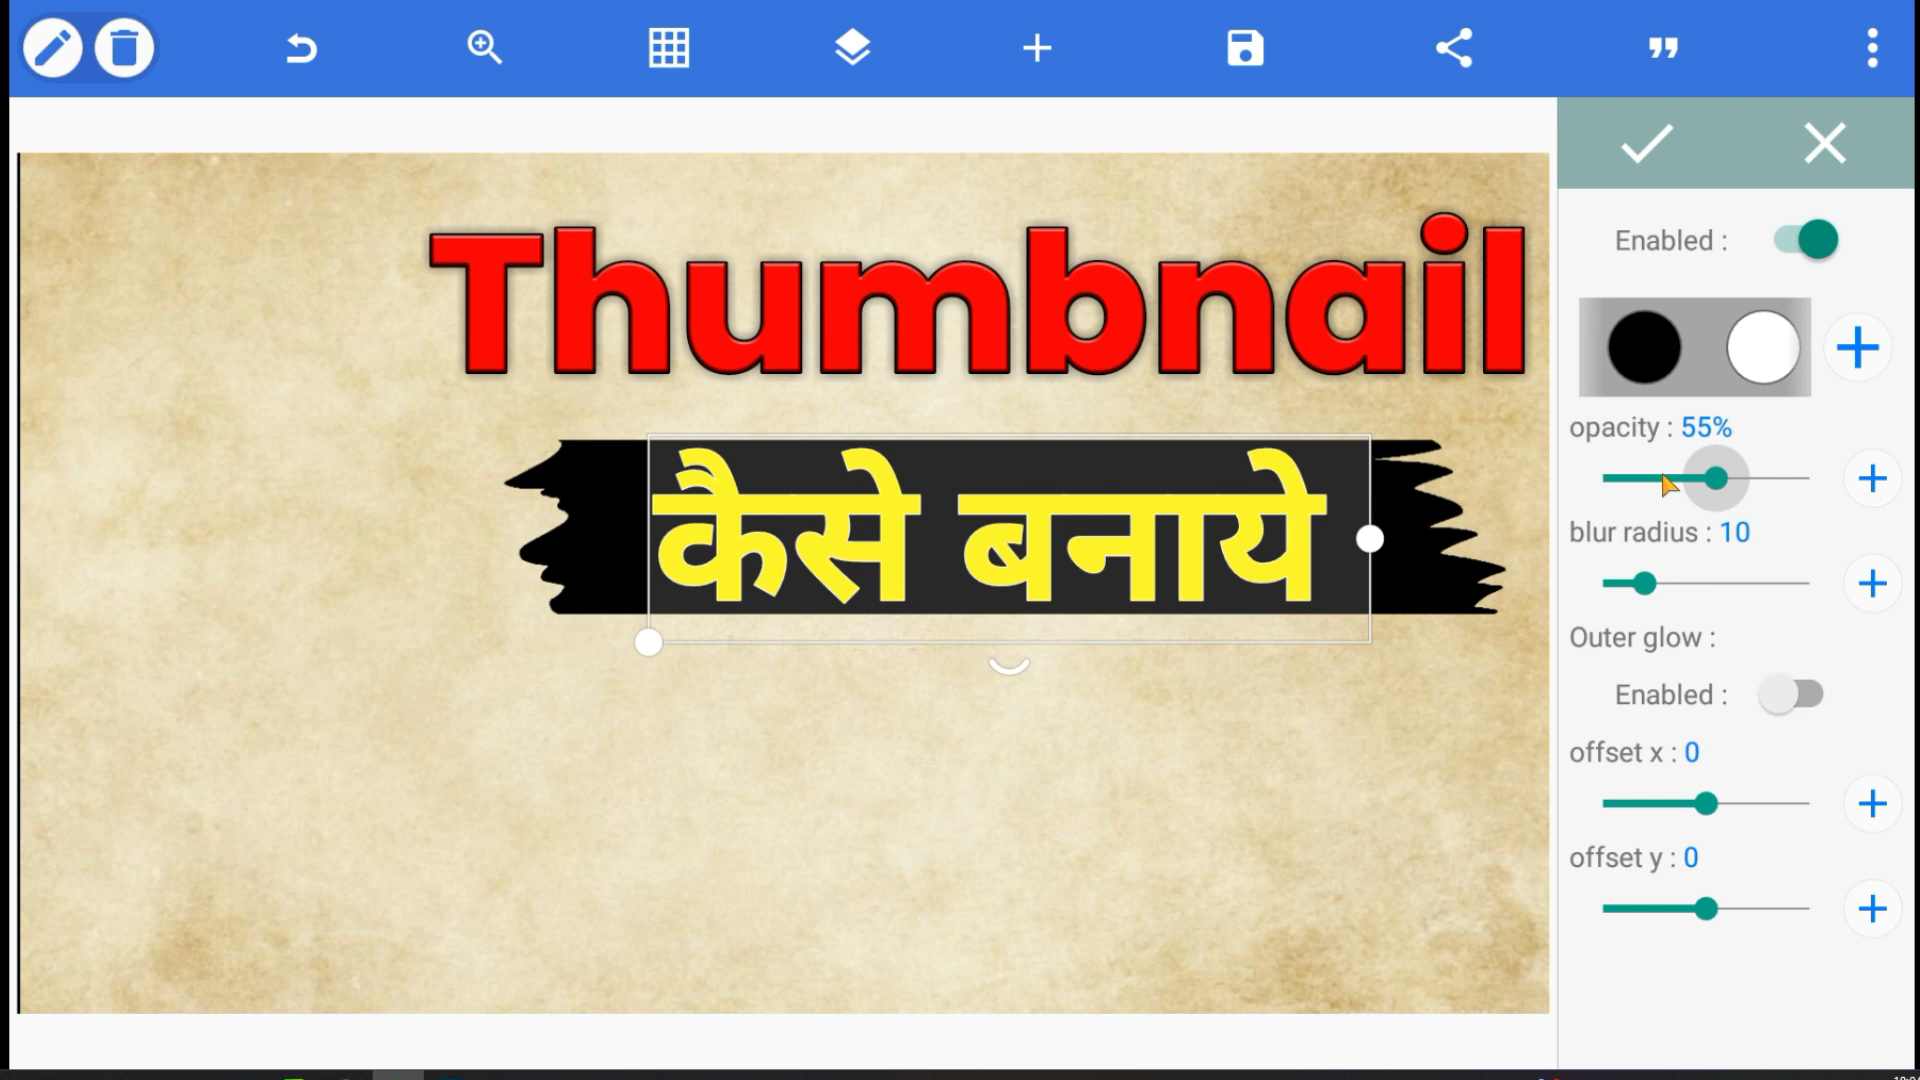 Thumbnail
कैसे बनाये
Enabled :
opacity : 55%
blur radius : 10
Outer glow :
Enabled :
offset x : 0
offset y : 0